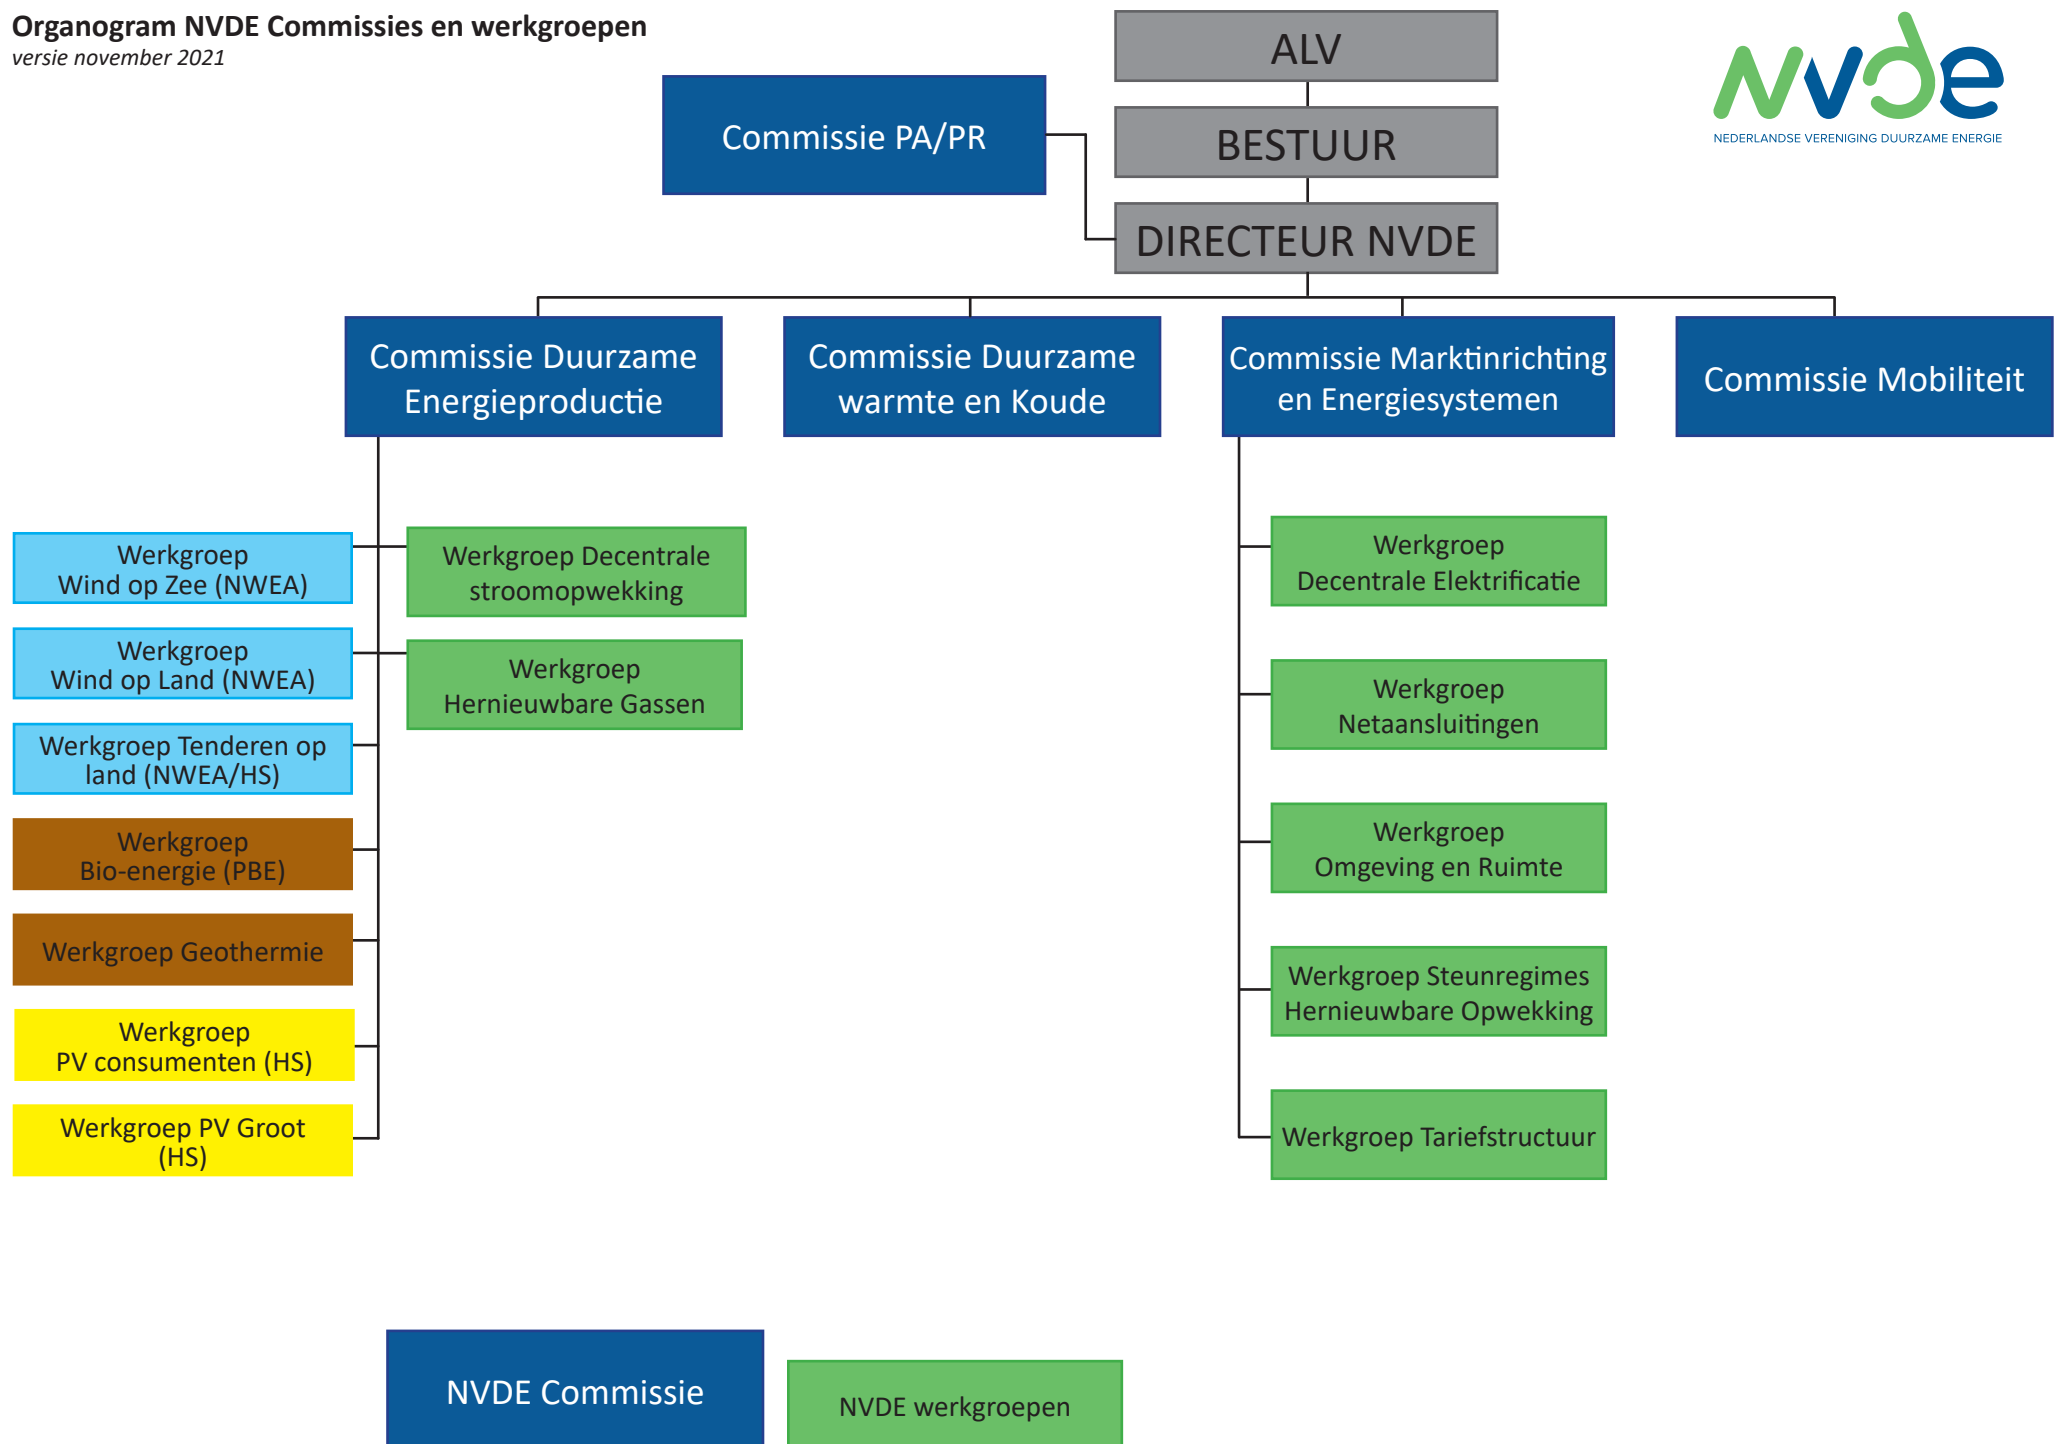 Organogram NVDE Commissies en werkgroepen
versie november 2021
ALV
nvde
NEDERLANDSE VERENIGING DUURZAME ENERGIE
Commissie PA/PR
BESTUUR
DIRECTEUR NVDE
Commissie Duurzame
Energieproductie
Commissie Duurzame
warmte en Koude
Commissie Marktinrichting
en Energiesystemen
Commissie Mobiliteit
Werkgroep
Wind op Zee (NWEA)
Werkgroep
Wind op Land (NWEA)
Werkgroep Tenderen op
land (NWEA/HS)
Werkgroep
Bio-energie (PBE)
Werkgroep Geothermie
Werkgroep
PV consumenten (HS)
Werkgroep PV Groot
(HS)
Werkgroep Decentrale
stroomopwekking
Werkgroep
Hernieuwbare Gassen
Werkgroep
Decentrale Elektrificatie
Werkgroep
Netaansluitingen
Werkgroep
Omgeving en Ruimte
Werkgroep Steunregimes
Hernieuwbare Opwekking
Werkgroep Tariefstructuur
NVDE Commissie
NVDE werkgroepen